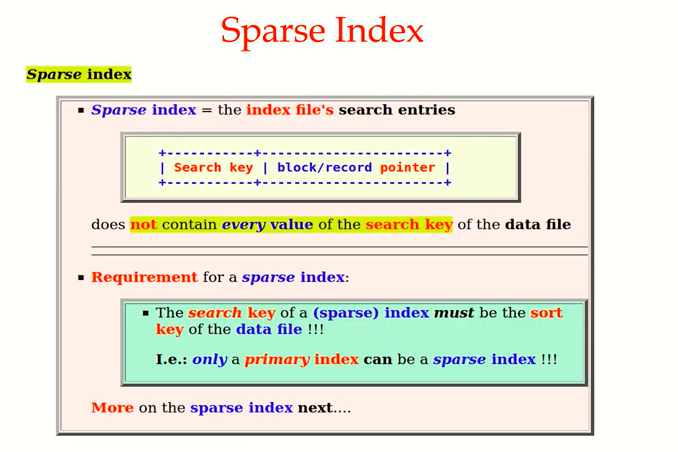 Sparse Index
Sparse index
Sparse index = the index file's search entries
+-----------+-----------------------+
| Search key | block/record pointer |
+-----------+-----------------------+
does not contain every value of the search key of the data file
Requirement for a sparse index:
The search key of a (sparse) index must be the sort
key of the data file !!!
I.e.: only a primary index can be a sparse index !!!
More on the sparse index next....